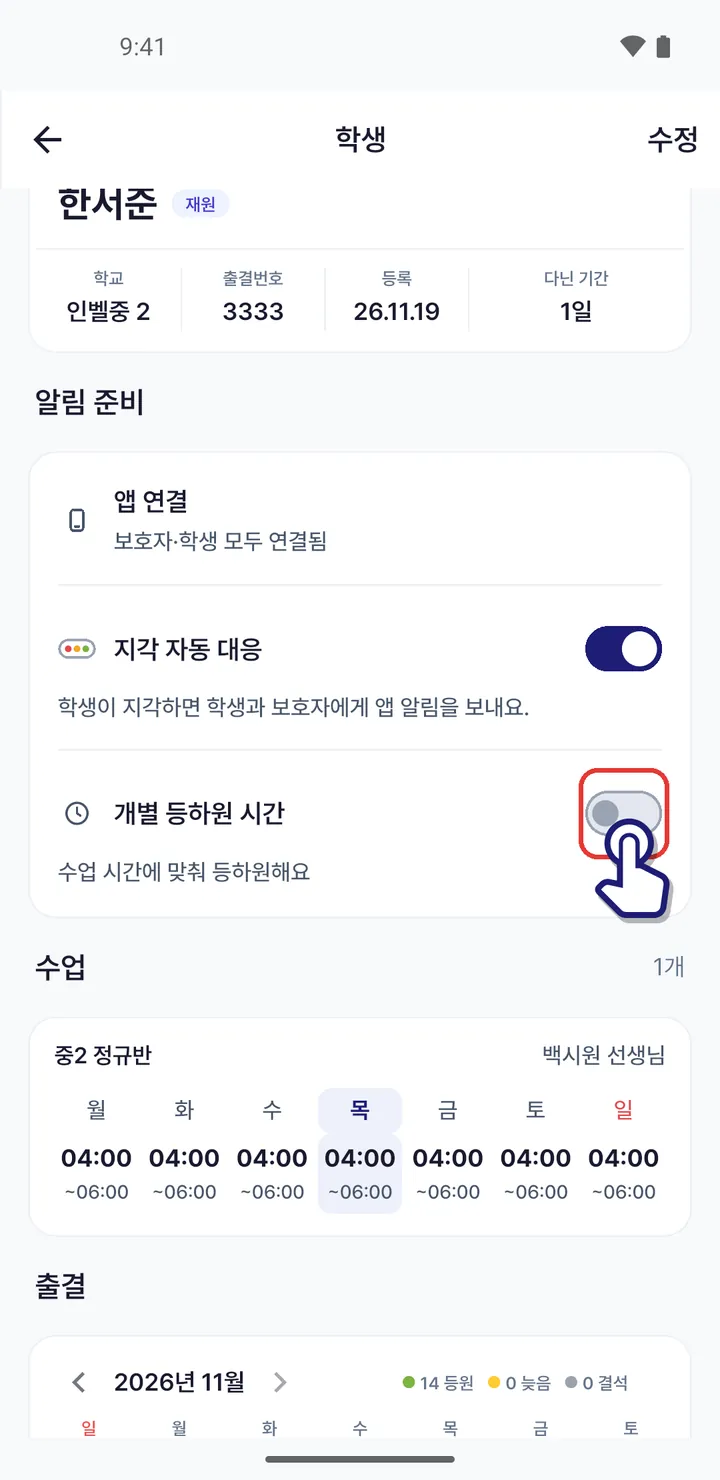 9:41
학생 수정
한서준 재원
학교 출결번호 등록 다닌 기간
인벨중 2 3333 26.11.19 1일
알림 준비
앱 연결
보호자·학생 모두 연결됨
지각 자동 대응
학생이 지각하면 학생과 보호자에게 앱 알림을 보내요.
개별 등하원 시간
수업 시간에 맞춰 등하원해요
수업 1개
중2 정규반 백시원 선생님
월 화 수 목 금 토 일
04:00 04:00 04:00 04:00 04:00 04:00 04:00
~06:00 ~06:00 ~06:00 ~06:00 ~06:00 ~06:00 ~06:00
출결
2026년 11월 14 등원 0 늦음 0 결석
일 월 화 수 목 금 토